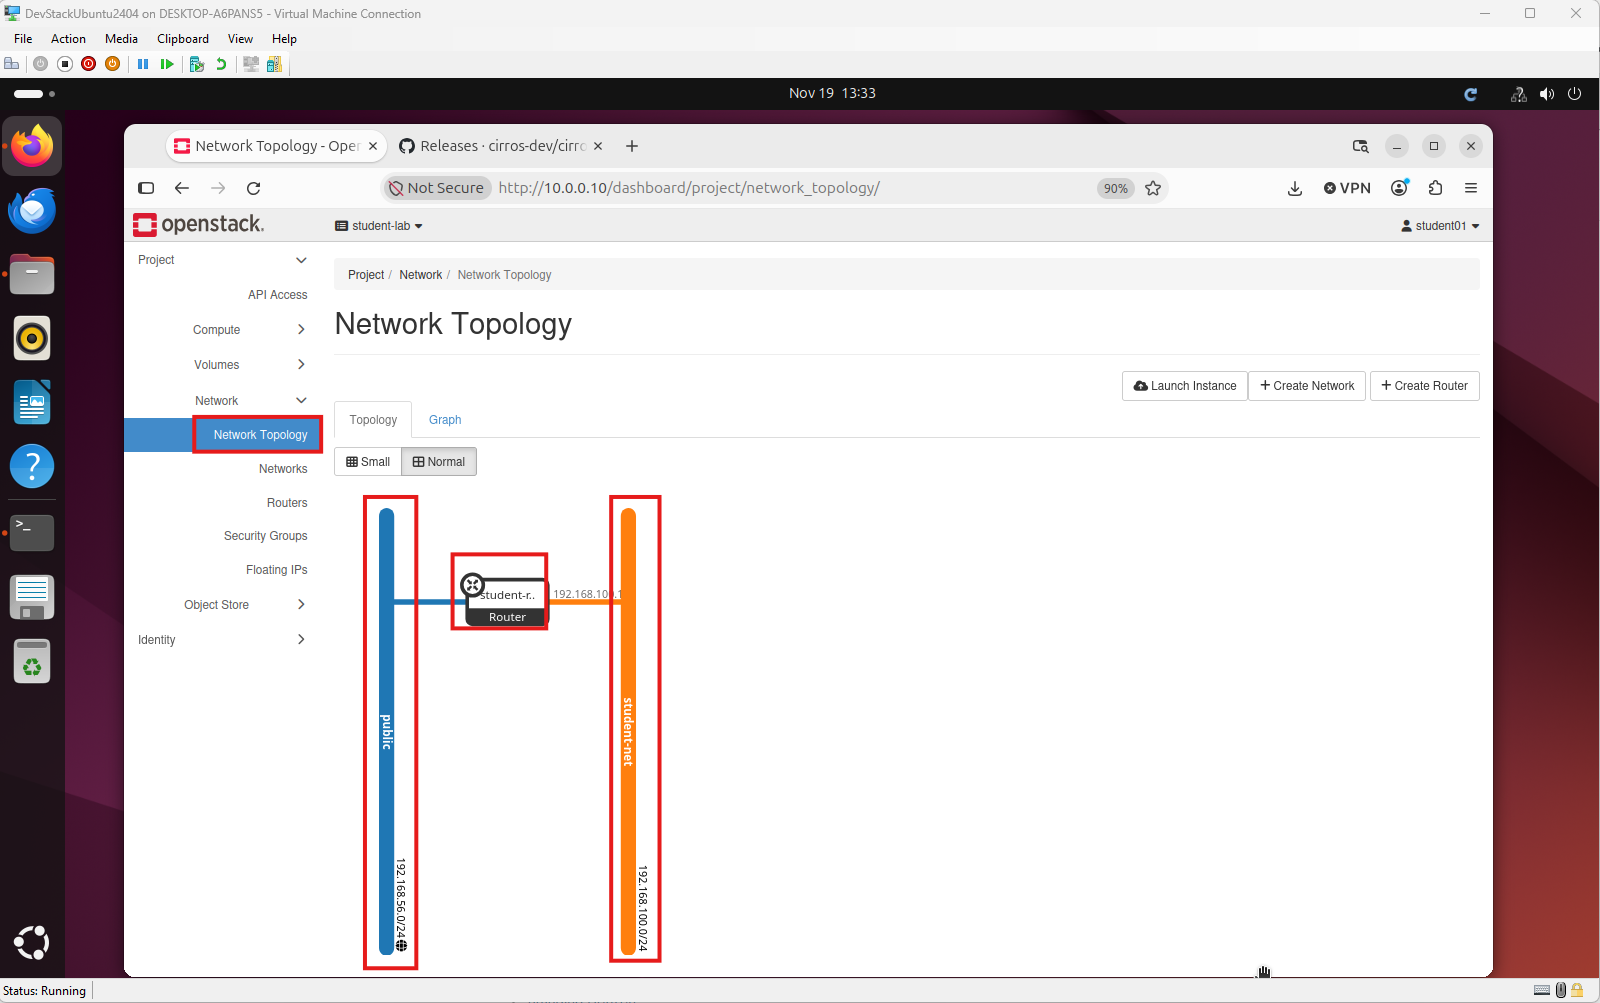 DevStackUbuntu2404 on DESKTOP-A6PANS5 - Virtual Machine Connection
File Action Media Clipboard View Help
Nov 19 13:33
Network Topology - Oper
Releases · cirros-dev/cirro
Not Secure
http://10.0.0.10/dashboard/project/network_topology/
90%
VPN
openstack.
student-lab
student01
Project
API Access
Compute
Volumes
Network
Network Topology
Networks
Routers
Security Groups
Floating IPs
Object Store
Identity
Project / Network / Network Topology
Network Topology
Launch Instance
+ Create Network
+ Create Router
Topology
Graph
Small
Normal
student-r..
Router
192.168.100.1
public
192.168.56.0/24
student-net
192.168.100.0/24
Status: Running